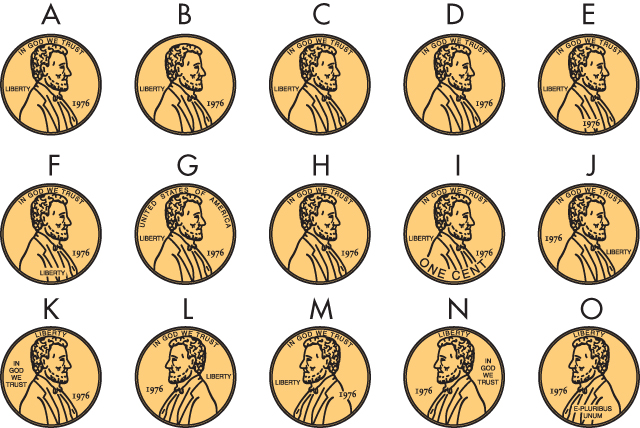 A
IN GOD WE TRUST
LIBERTY
1976
B
LIBERTY
1976
C
IN GOD WE TRUST
LIBERTY
D
IN GOD WE TRUST
1976
E
IN GOD WE TRUST
LIBERTY
1976
F
IN GOD WE TRUST
1976
LIBERTY
G
UNITED STATES OF AMERICA
LIBERTY
1976
H
IN GOD WE TRUST
1976
I
IN GOD WE TRUST
LIBERTY
1976
ONE CENT
J
IN GOD WE TRUST
1976
LIBERTY
K
LIBERTY
IN
GOD
WE
TRUST
1976
L
IN GOD WE TRUST
1976
LIBERTY
M
IN GOD WE TRUST
LIBERTY
1976
N
LIBERTY
1976
IN
GOD
WE
TRUST
O
LIBERTY
1976
E-PLURIBUS
UNUM